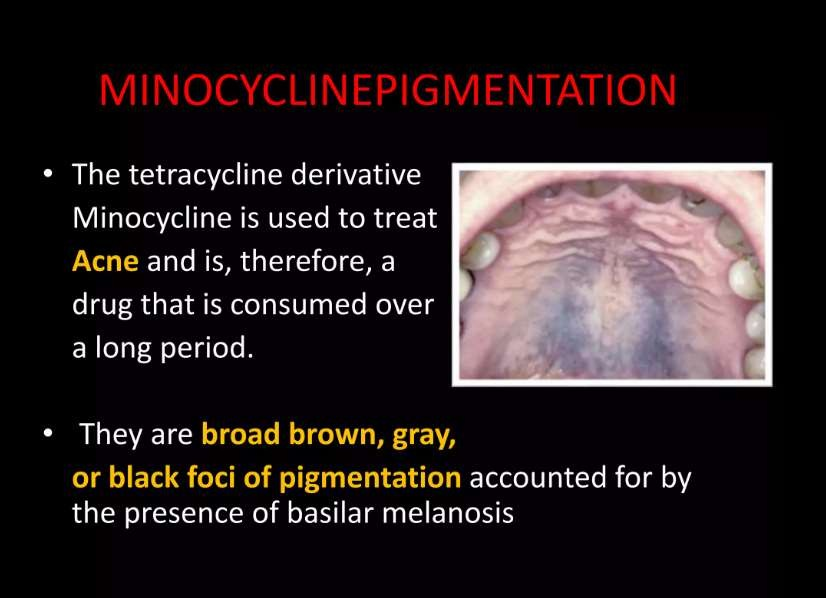 MINOCYCLINEPIGMENTATION
• The tetracycline derivative
Minocycline is used to treat
Acne and is, therefore, a
drug that is consumed over
a long period.
• They are broad brown, gray,
or black foci of pigmentation accounted for by
the presence of basilar melanosis